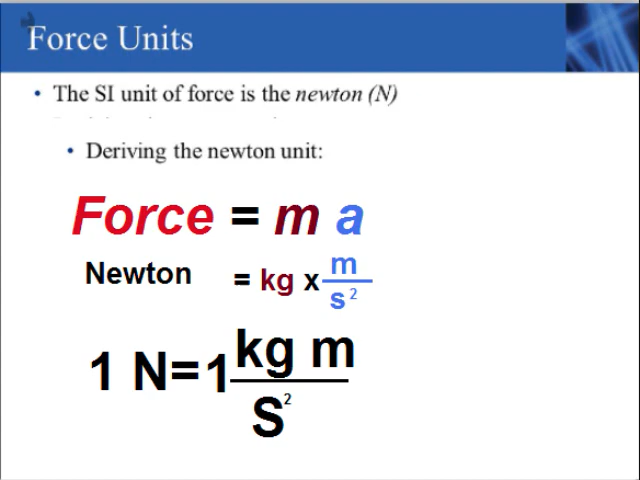 Force Units
• The SI unit of force is the newton (N)
• Deriving the newton unit:
Force = m a
Newton = kg x m/s²
1 N=1 kg m/S²